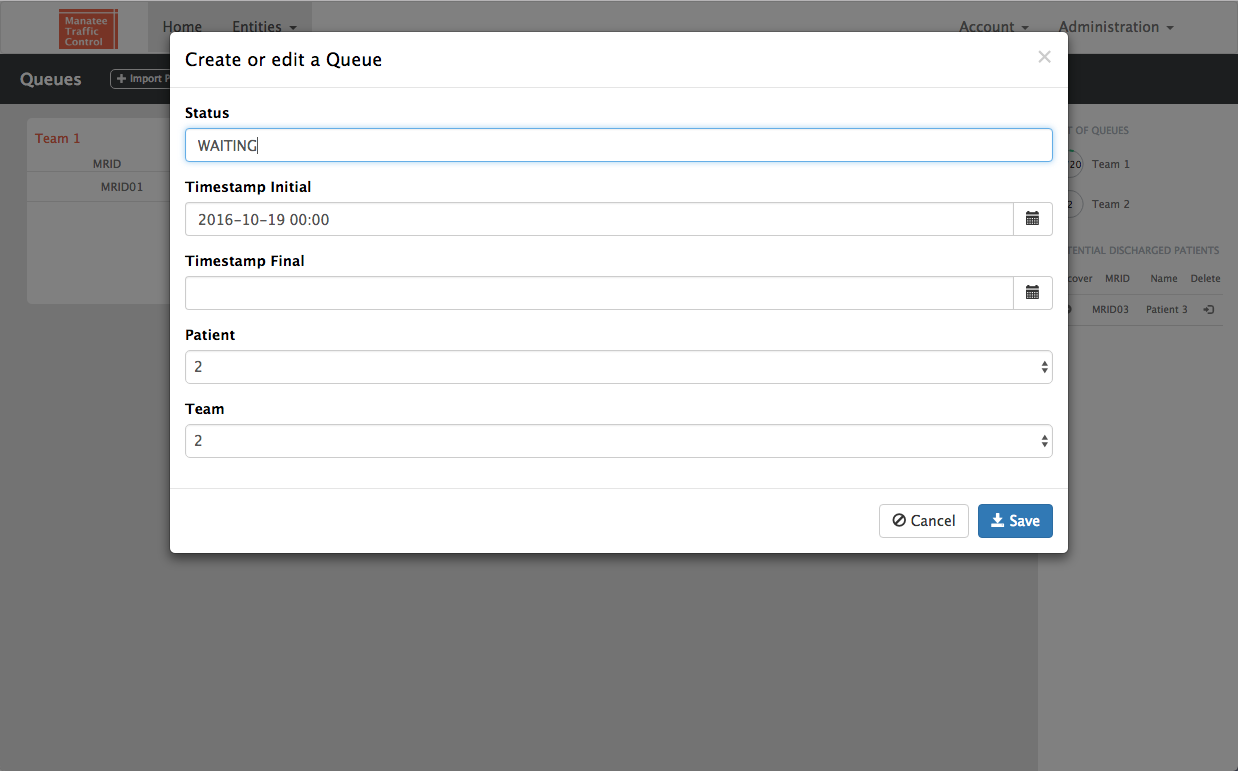 Manatee
Traffic
Control
Home
Entities
Account
Administration
Queues
Import
Create or edit a Queue
×
Status
WAITING
Timestamp Initial
2016-10-19 00:00
Timestamp Final
Patient
2
Team
2
Cancel
Save
Team 1
MRID
MRID01
OF QUEUES
20
Team 1
2
Team 2
DISCHARGED PATIENTS
MRID
Name
Delete
MRID03
Patient 3